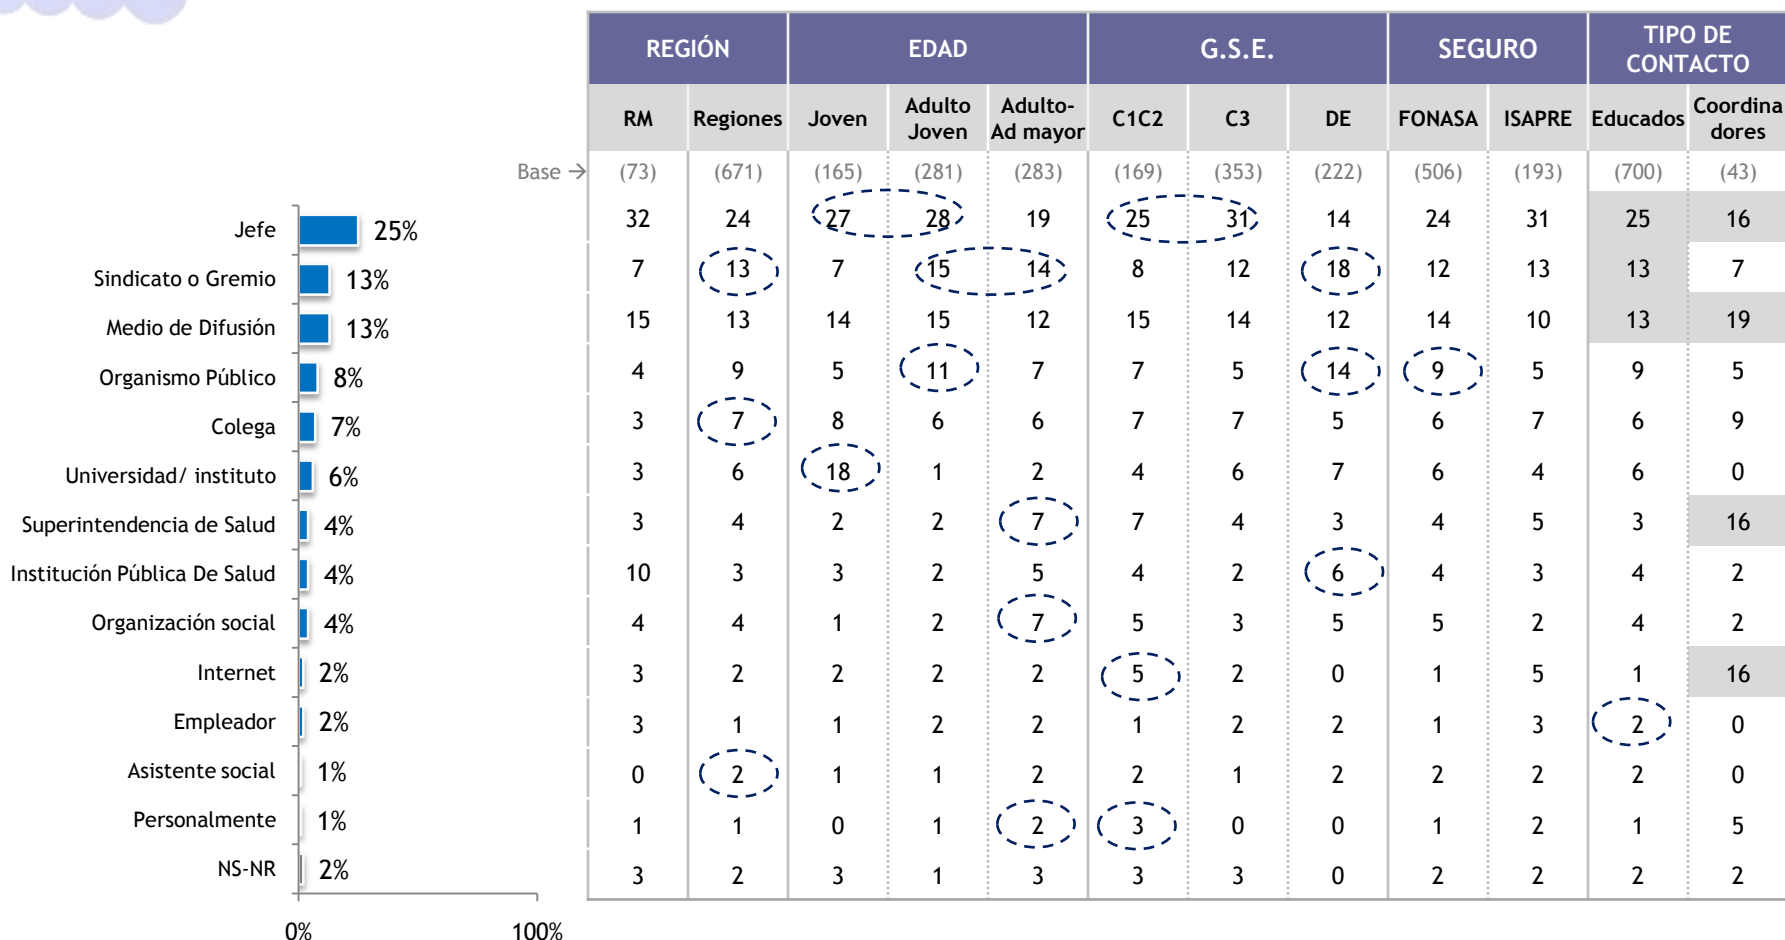 REGIÓN EDAD G.S.E. SEGURO TIPO DE CONTACTO
RM Regiones Joven Adulto Joven Adulto-Ad mayor C1C2 C3 DE FONASA ISAPRE Educados Coordinadores
Base → (73) (671) (165) (281) (283) (169) (353) (222) (506) (193) (700) (43)
Jefe 25% 32 24 27 28 19 25 31 14 24 31 25 16
Sindicato o Gremio 13% 7 13 7 15 14 8 12 18 12 13 13 7
Medio de Difusión 13% 15 13 14 15 12 15 14 12 14 10 13 19
Organismo Público 8% 4 9 5 11 7 7 5 14 9 5 9 5
Colega 7% 3 7 8 6 6 7 7 5 6 7 6 9
Universidad/ instituto 6% 3 6 18 1 2 4 6 7 6 4 6 0
Superintendencia de Salud 4% 3 4 2 2 7 7 4 3 4 5 3 16
Institución Pública De Salud 4% 10 3 3 2 5 4 2 6 4 3 4 2
Organización social 4% 4 4 1 2 7 5 3 5 5 2 4 2
Internet 2% 3 2 2 2 2 5 2 0 1 5 1 16
Empleador 2% 3 1 1 2 2 1 2 2 1 3 2 0
Asistente social 1% 0 2 1 1 2 2 1 2 2 2 2 0
Personalmente 1% 1 1 0 1 2 3 0 0 1 2 1 5
NS-NR 2% 3 2 3 1 3 3 3 0 2 2 2 2
0% 100%